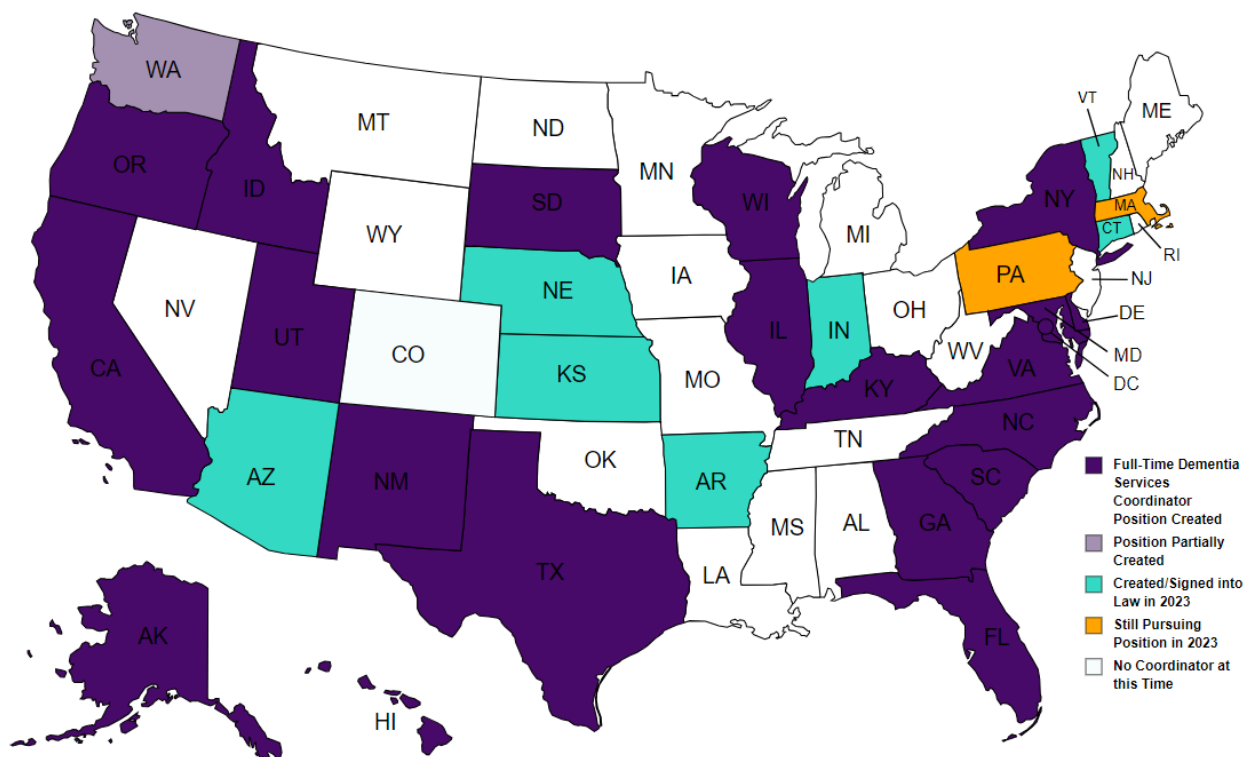 WA
MT
ND
MN
OR
ID
SD
WI
MI
WY
IA
NE
NV
UT
CO
KS
CA
AZ
NM
OK
TX
MO
AR
LA
IL
IN
OH
KY
TN
MS
AL
GA
FL
SC
NC
VA
WV
PA
NY
VT
NH
ME
MA
CT
RI
NJ
DE
MD
DC
AK
HI
Full-Time Dementia
Services
Coordinator
Position Created
Position Partially
Created
Created/Signed into
Law in 2023
Still Pursuing
Position in 2023
No Coordinator at
this Time